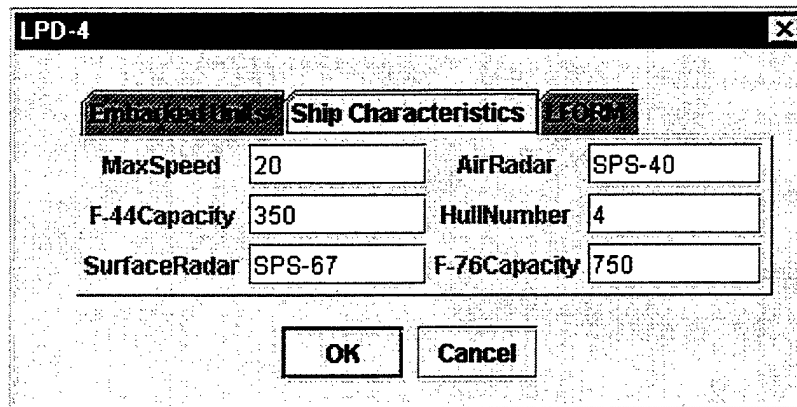 LPD-4
Embarked Units Ship Characteristics LFORM
MaxSpeed 20 AirRadar SPS-40
F-44Capacity 350 HullNumber 4
SurfaceRadar SPS-67 F-76Capacity 750
OK Cancel